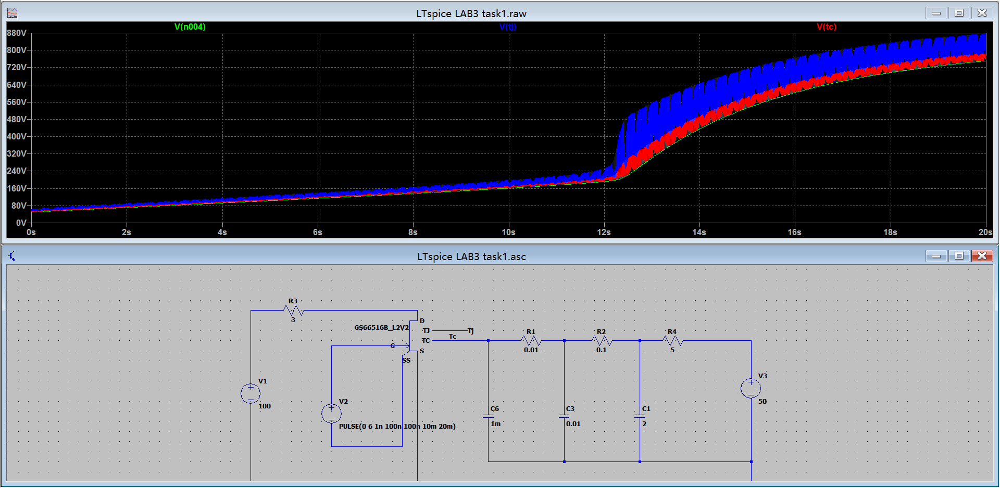 LTspice LAB3 task1.raw
V(n004) V(tj) V(tc)
880V
800V
720V
640V
560V
480V
400V
320V
240V
160V
80V
0V
0s 2s 4s 6s 8s 10s 12s 14s 16s 18s 20s
LTspice LAB3 task1.asc
R3
3
D
GS66516B_L2V2
TJ Tj
TC Tc
G
S
SS
R1
0.01
R2
0.1
R4
5
V1
100
V2
PULSE(0 6 1n 100n 100n 10m 20m)
C6
1m
C3
0.01
C1
2
V3
50